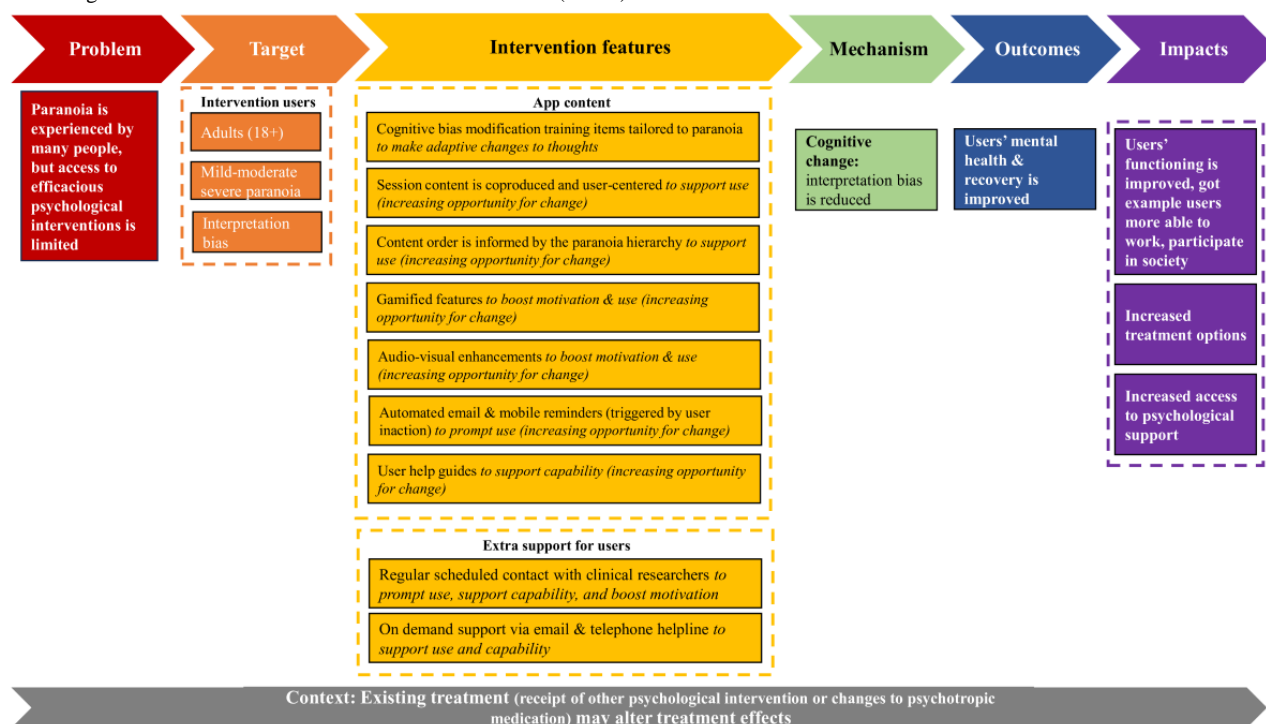 Problem
Target
Intervention features
Mechanism
Outcomes
Impacts
Paranoia is
experienced by
many people,
but access to
efficacious
psychological
interventions is
limited
Intervention users
Adults (18+)
Mild-moderate
severe paranoia
Interpretation
bias
App content
Cognitive bias modification training items tailored to paranoia
to make adaptive changes to thoughts
Session content is coproduced and user-centered to support use
(increasing opportunity for change)
Content order is informed by the paranoia hierarchy to support
use (increasing opportunity for change)
Gamified features to boost motivation & use (increasing
opportunity for change)
Audio-visual enhancements to boost motivation & use
(increasing opportunity for change)
Automated email & mobile reminders (triggered by user
inaction) to prompt use (increasing opportunity for change)
User help guides to support capability (increasing opportunity
for change)
Extra support for users
Regular scheduled contact with clinical researchers to
prompt use, support capability, and boost motivation
On demand support via email & telephone helpline to
support use and capability
Cognitive
change:
interpretation bias
is reduced
Users' mental
health &
recovery is
improved
Users'
functioning is
improved, got
example users
more able to
work, participate
in society
Increased
treatment options
Increased access
to psychological
support
Context: Existing treatment (receipt of other psychological intervention or changes to psychotropic
medication) may alter treatment effects